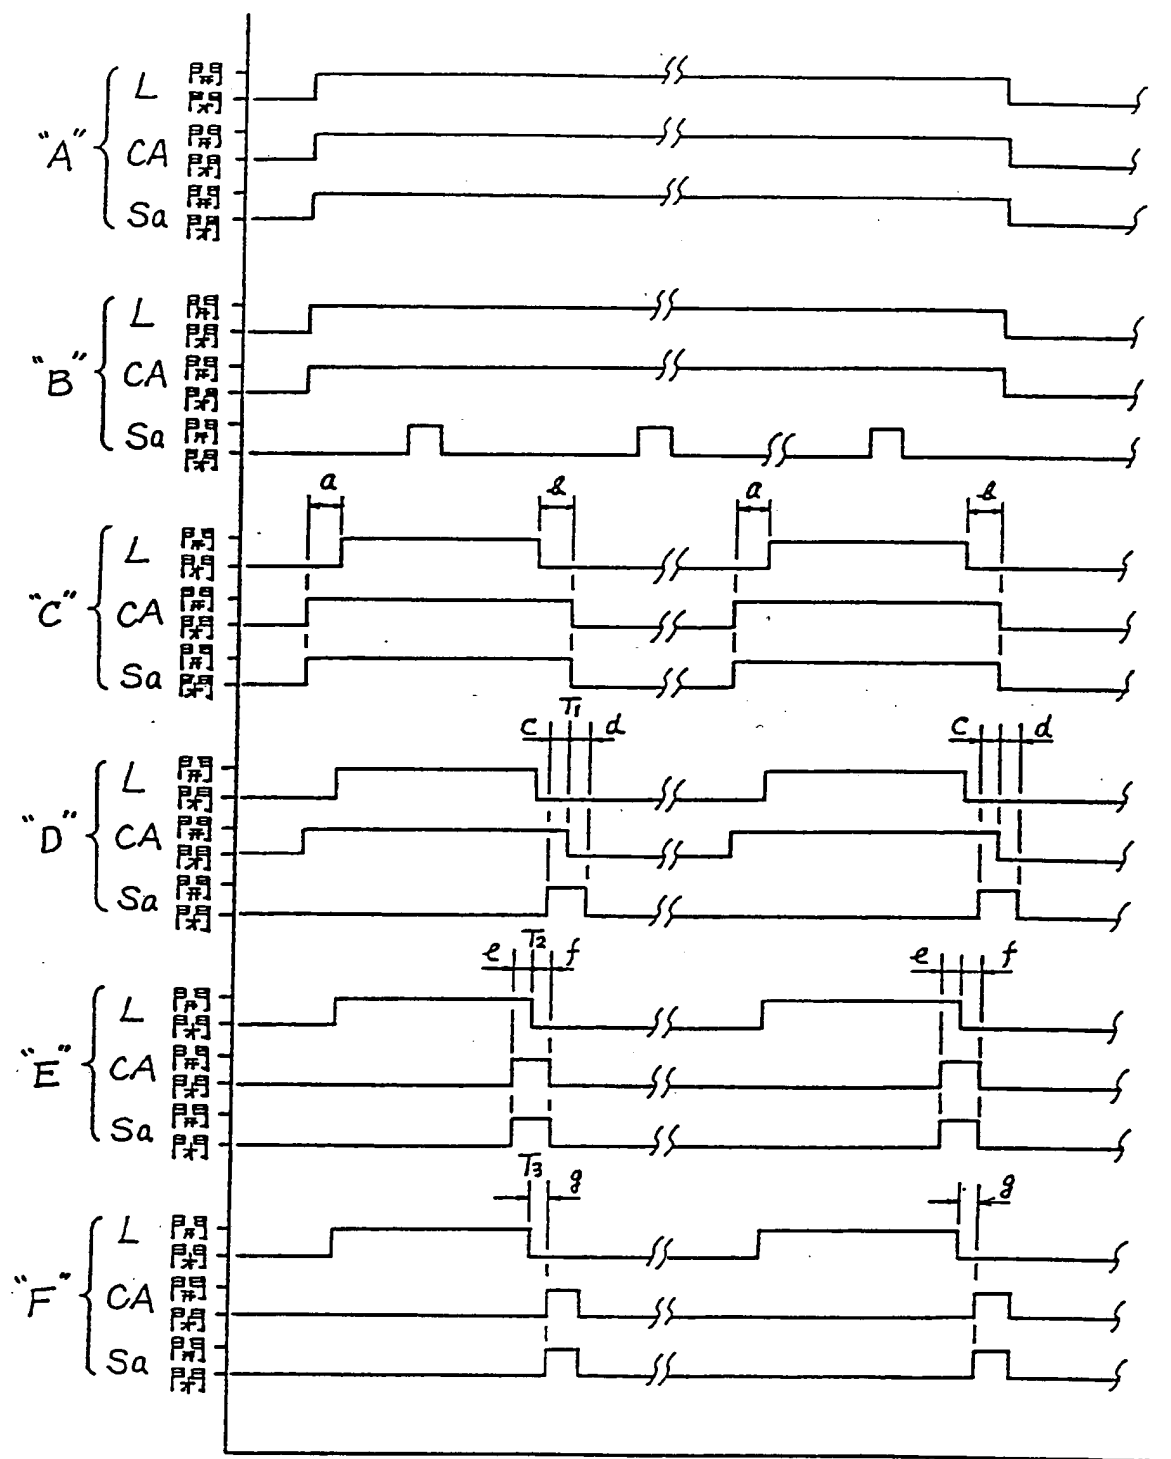 "A"
L 開
閉
CA 開
閉
Sa 開
閉
"B"
L 開
閉
CA 開
閉
Sa 開
閉
a b a b
"C"
L 開
閉
CA 開
閉
Sa 開
閉
c T1 d c d
"D"
L 開
閉
CA 開
閉
Sa 開
閉
e T2 f e f
"E"
L 開
閉
CA 開
閉
Sa 開
閉
T3 g g
"F"
L 開
閉
CA 開
閉
Sa 開
閉